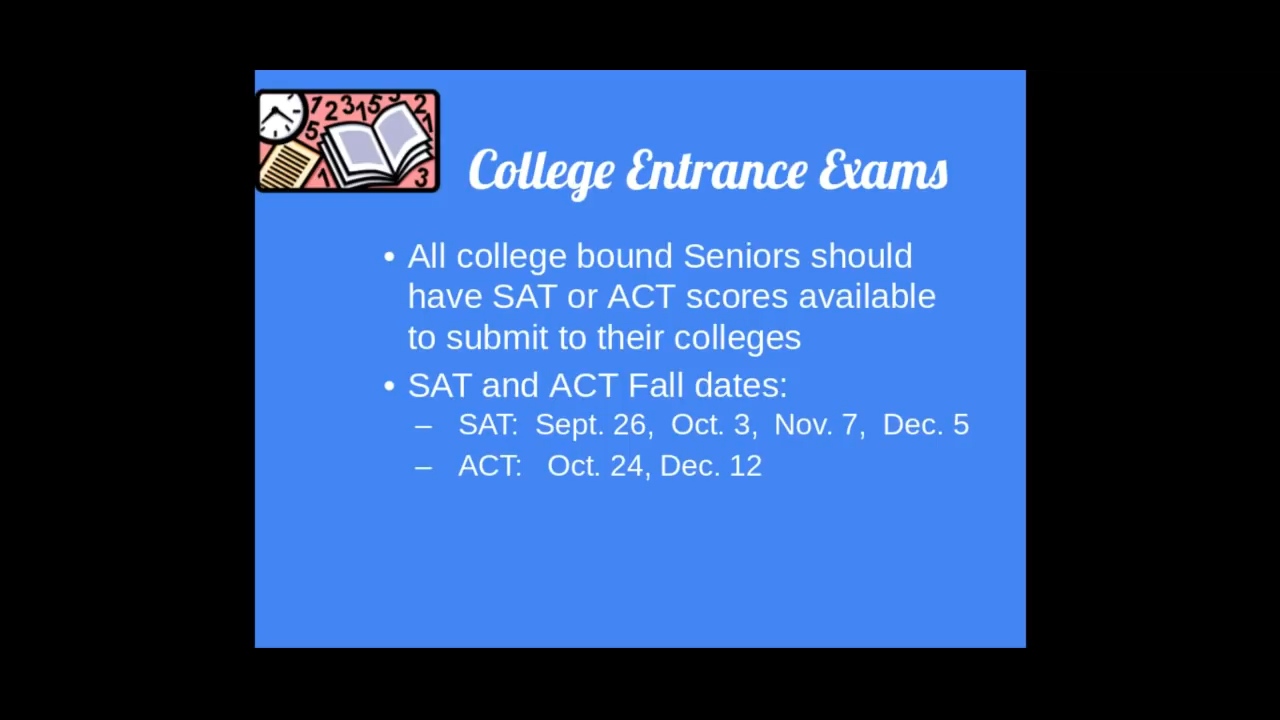 College Entrance Exams
• All college bound Seniors should
have SAT or ACT scores available
to submit to their colleges
• SAT and ACT Fall dates:
– SAT: Sept. 26, Oct. 3, Nov. 7, Dec. 5
– ACT: Oct. 24, Dec. 12